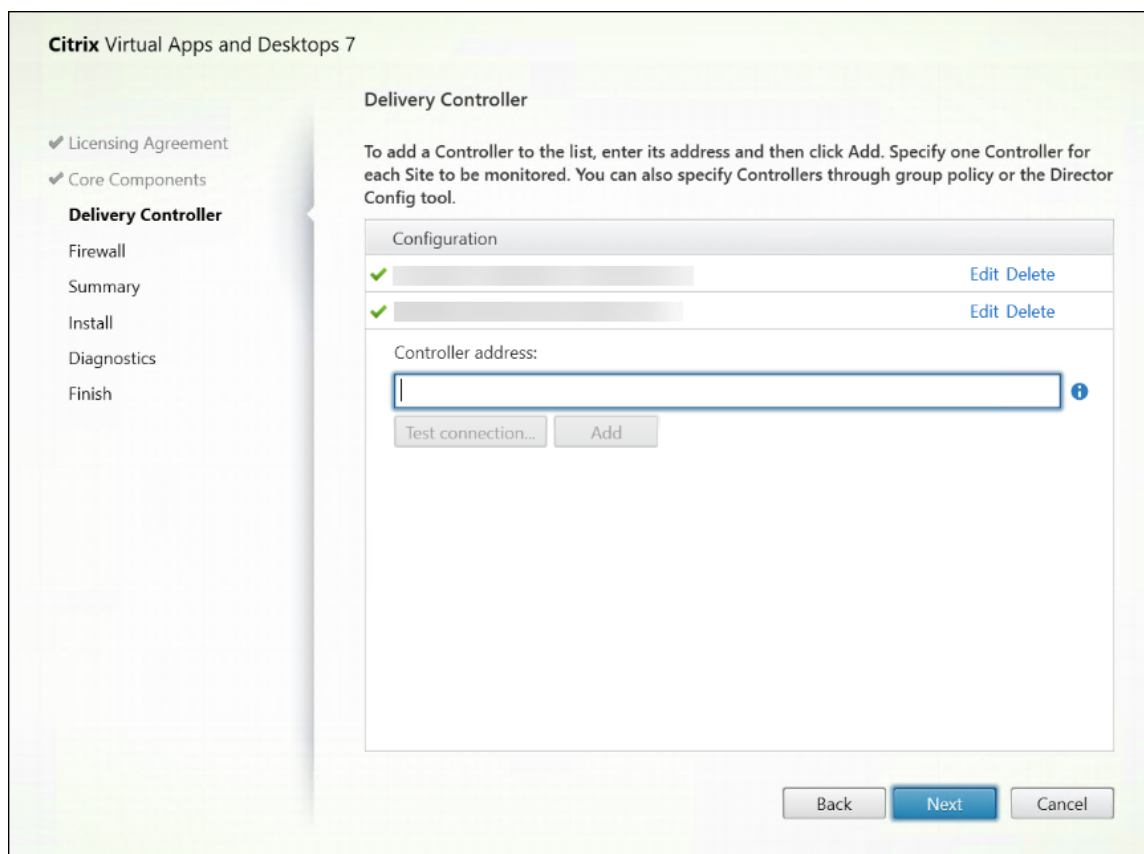 Citrix Virtual Apps and Desktops 7
Licensing Agreement
Core Components
Delivery Controller
Firewall
Summary
Install
Diagnostics
Finish
Delivery Controller
To add a Controller to the list, enter its address and then click Add. Specify one Controller for
each Site to be monitored. You can also specify Controllers through group policy or the Director
Config tool.
Configuration
Edit Delete
Edit Delete
Controller address:
Test connection... Add
Back Next Cancel